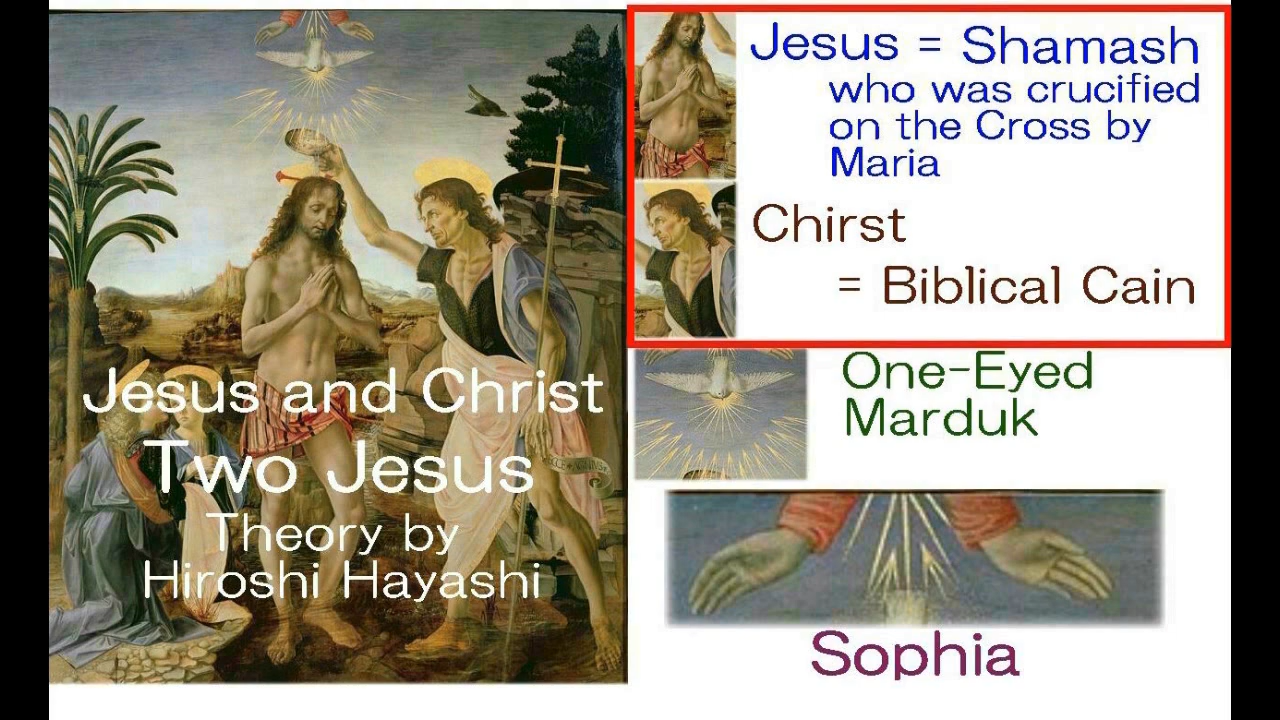 Jesus and Christ
Two Jesus
Theory by
Hiroshi Hayashi
Jesus = Shamash
who was crucified
on the Cross by
Maria
Chirst
= Biblical Cain
One-Eyed
Marduk
Sophia